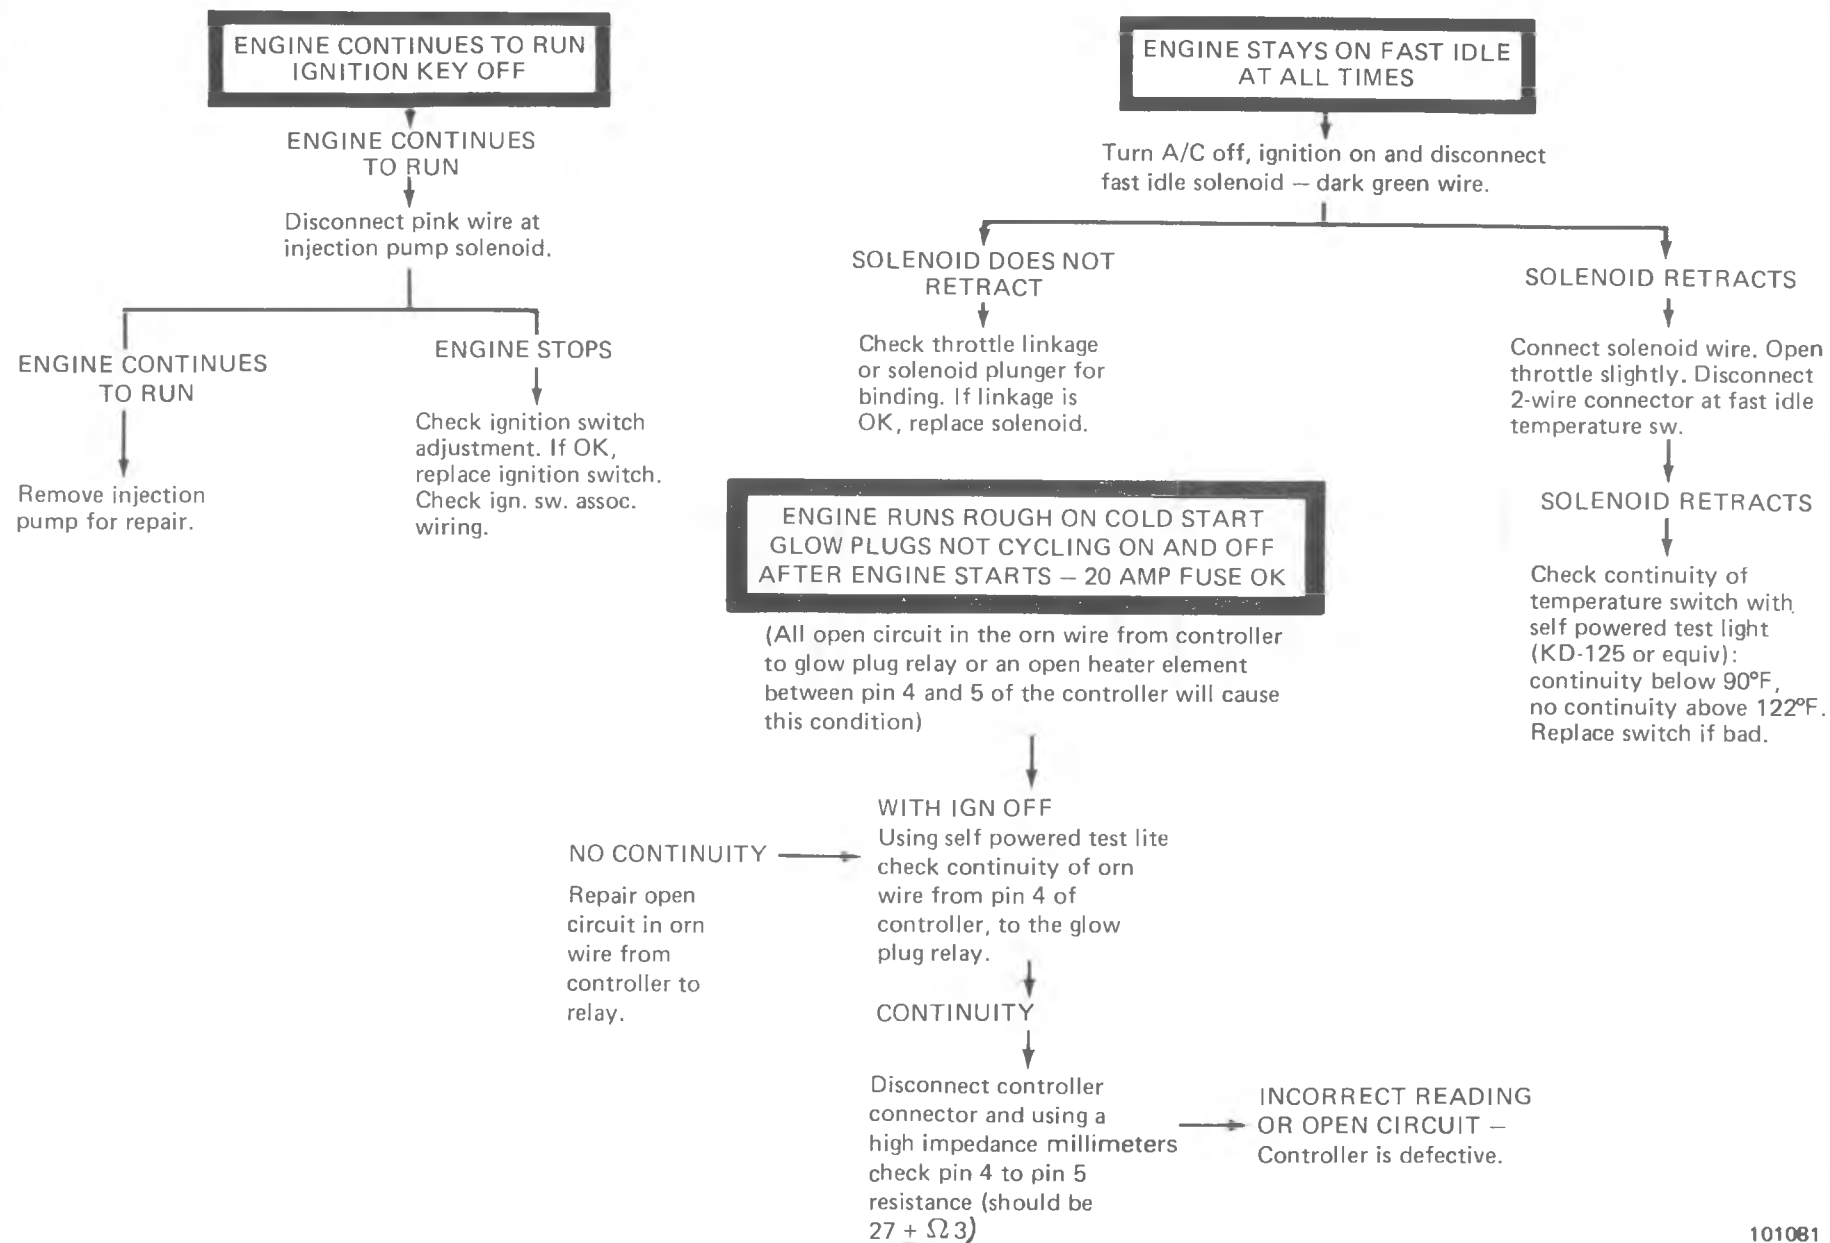 ENGINE CONTINUES TO RUN
IGNITION KEY OFF
ENGINE CONTINUES
TO RUN
Disconnect pink wire at
injection pump solenoid.
ENGINE CONTINUES
TO RUN
Remove injection
pump for repair.
ENGINE STOPS
Check ignition switch
adjustment. If OK,
replace ignition switch.
Check ign. sw. assoc.
wiring.
ENGINE STAYS ON FAST IDLE
AT ALL TIMES
Turn A/C off, ignition on and disconnect
fast idle solenoid — dark green wire.
SOLENOID DOES NOT
RETRACT
Check throttle linkage
or solenoid plunger for
binding. If linkage is
OK, replace solenoid.
SOLENOID RETRACTS
Connect solenoid wire. Open
throttle slightly. Disconnect
2-wire connector at fast idle
temperature sw.
SOLENOID RETRACTS
Check continuity of
temperature switch with
self powered test light
(KD-125 or equiv):
continuity below 90°F,
no continuity above 122°F.
Replace switch if bad.
ENGINE RUNS ROUGH ON COLD START
GLOW PLUGS NOT CYCLING ON AND OFF
AFTER ENGINE STARTS — 20 AMP FUSE OK
(All open circuit in the orn wire from controller
to glow plug relay or an open heater element
between pin 4 and 5 of the controller will cause
this condition)
WITH IGN OFF
Using self powered test lite
check continuity of orn
wire from pin 4 of
controller, to the glow
plug relay.
NO CONTINUITY
Repair open
circuit in orn
wire from
controller to
relay.
CONTINUITY
Disconnect controller
connector and using a
high impedance millimeters
check pin 4 to pin 5
resistance (should be
27 ± Ω 3)
INCORRECT READING
OR OPEN CIRCUIT —
Controller is defective.
101081